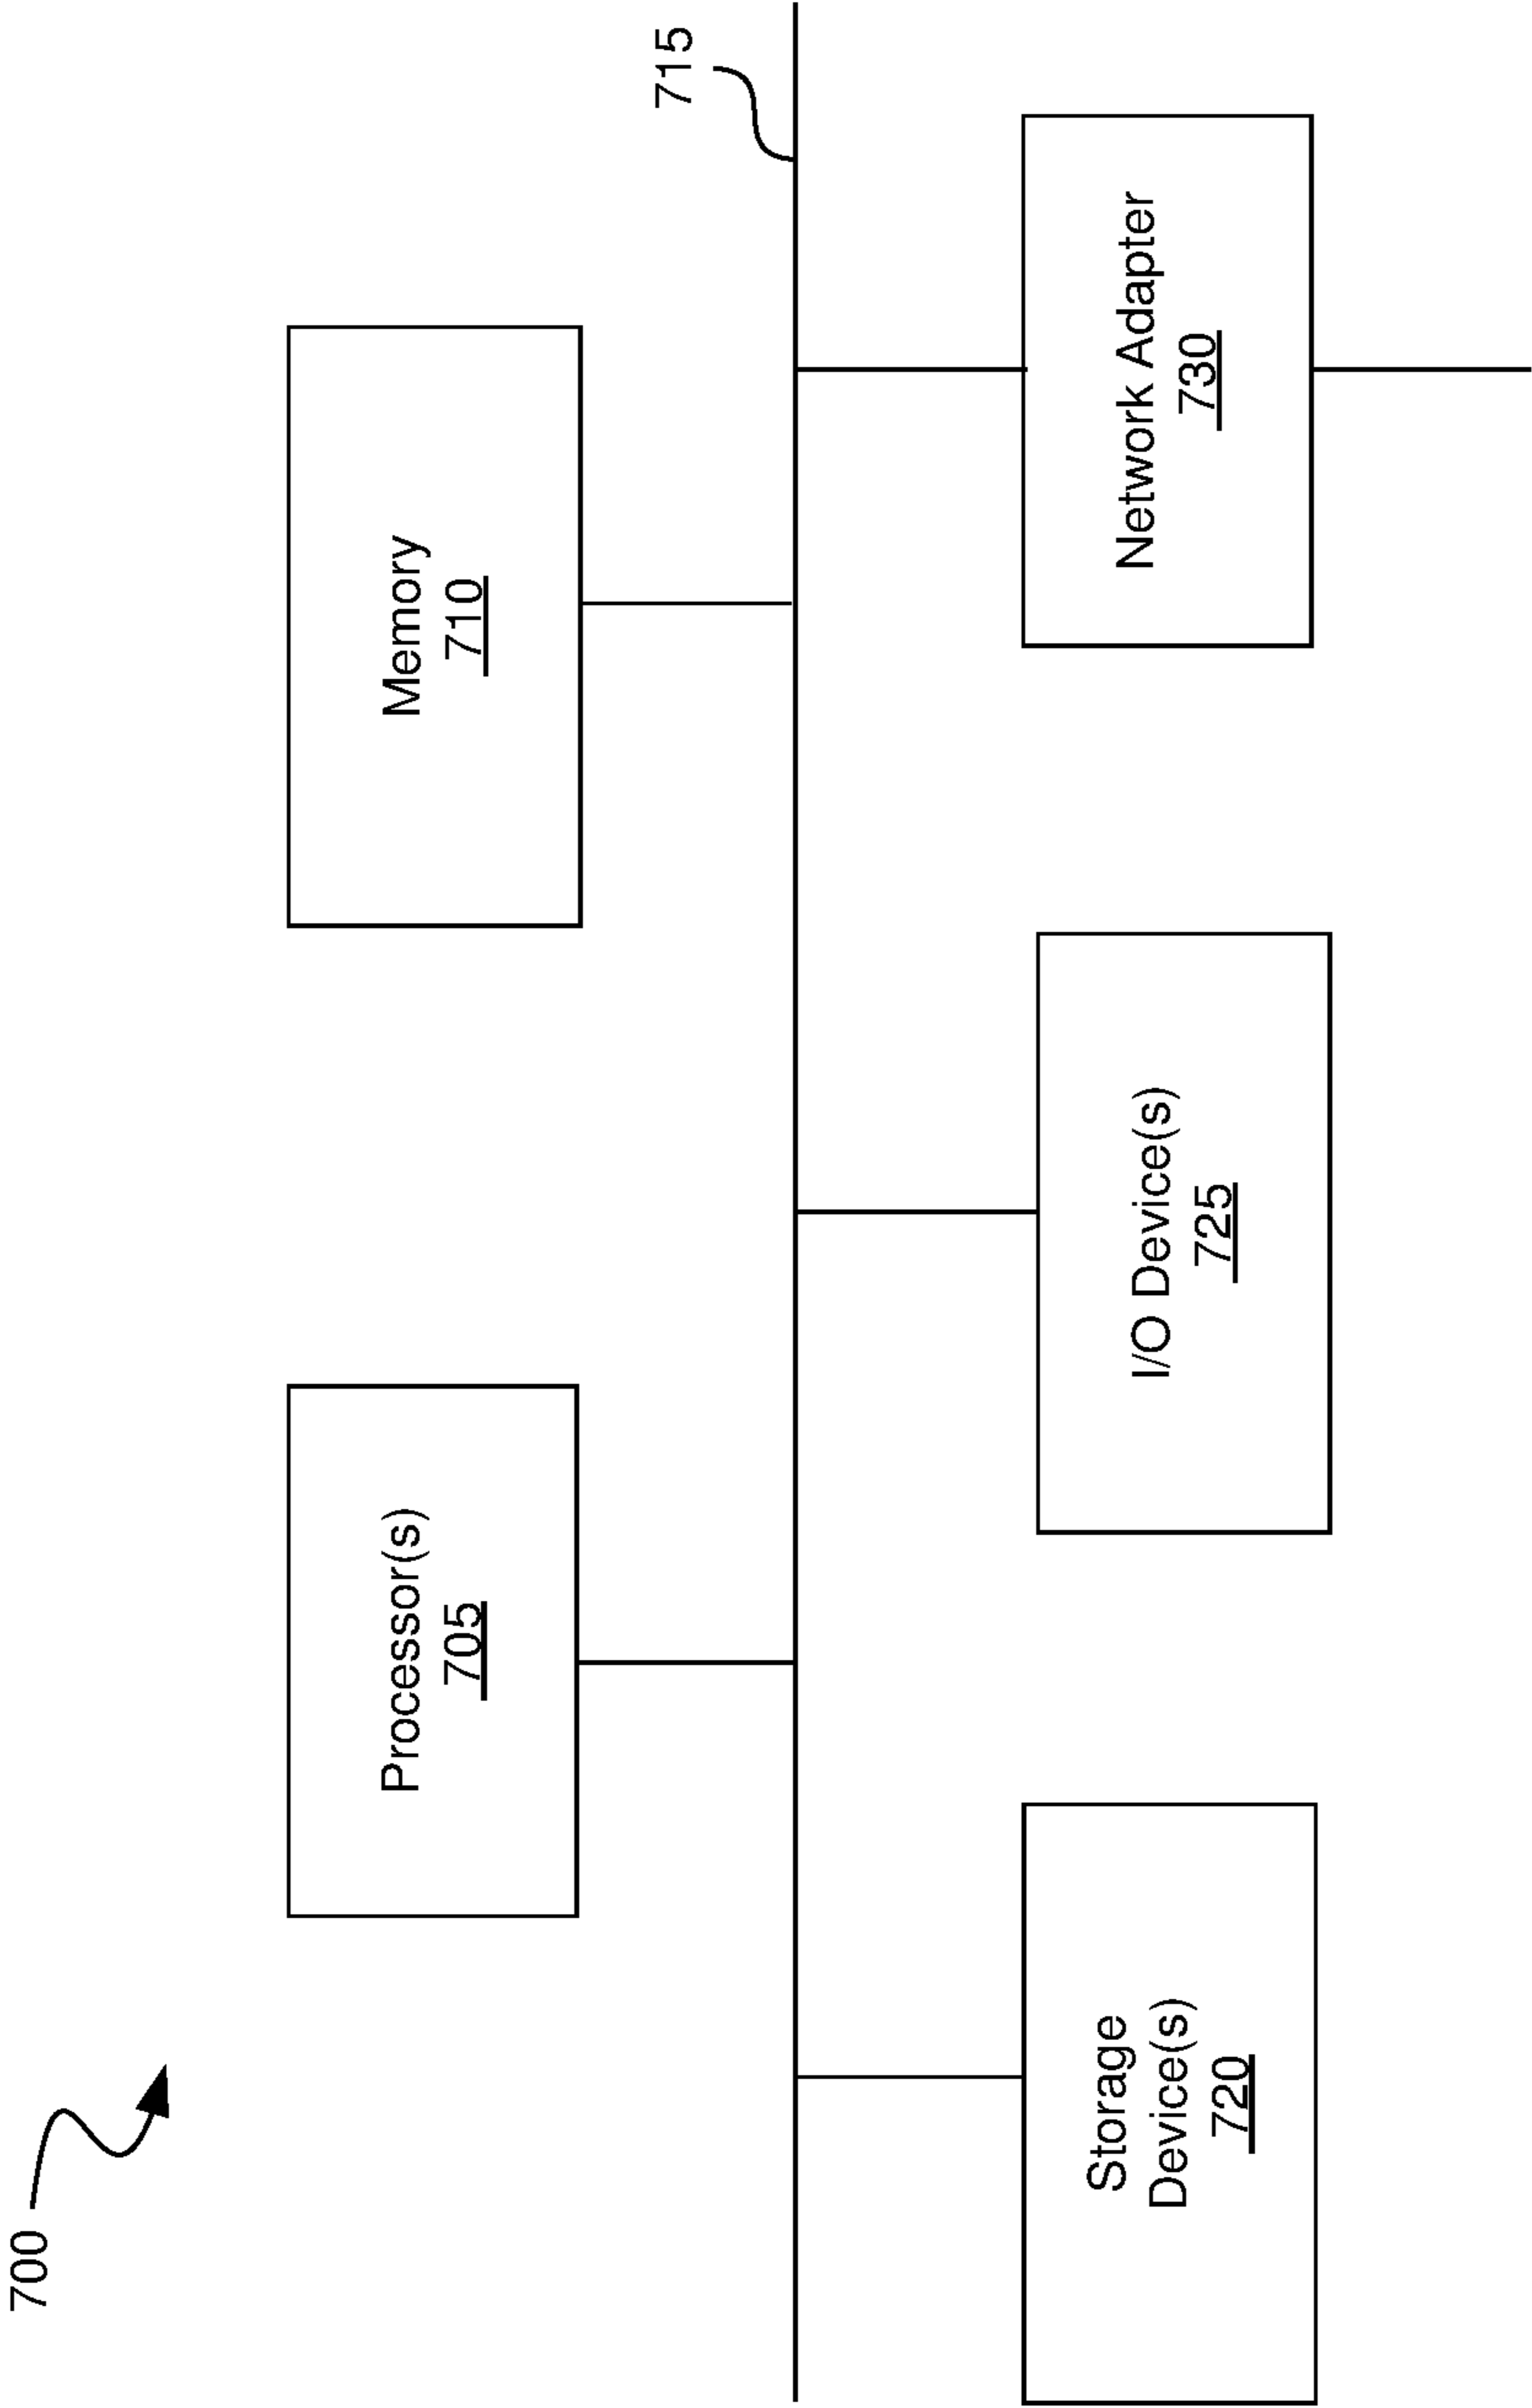 700
Processor(s)
705
Memory
710
715
Storage
Device(s)
720
I/O Device(s)
725
Network Adapter
730